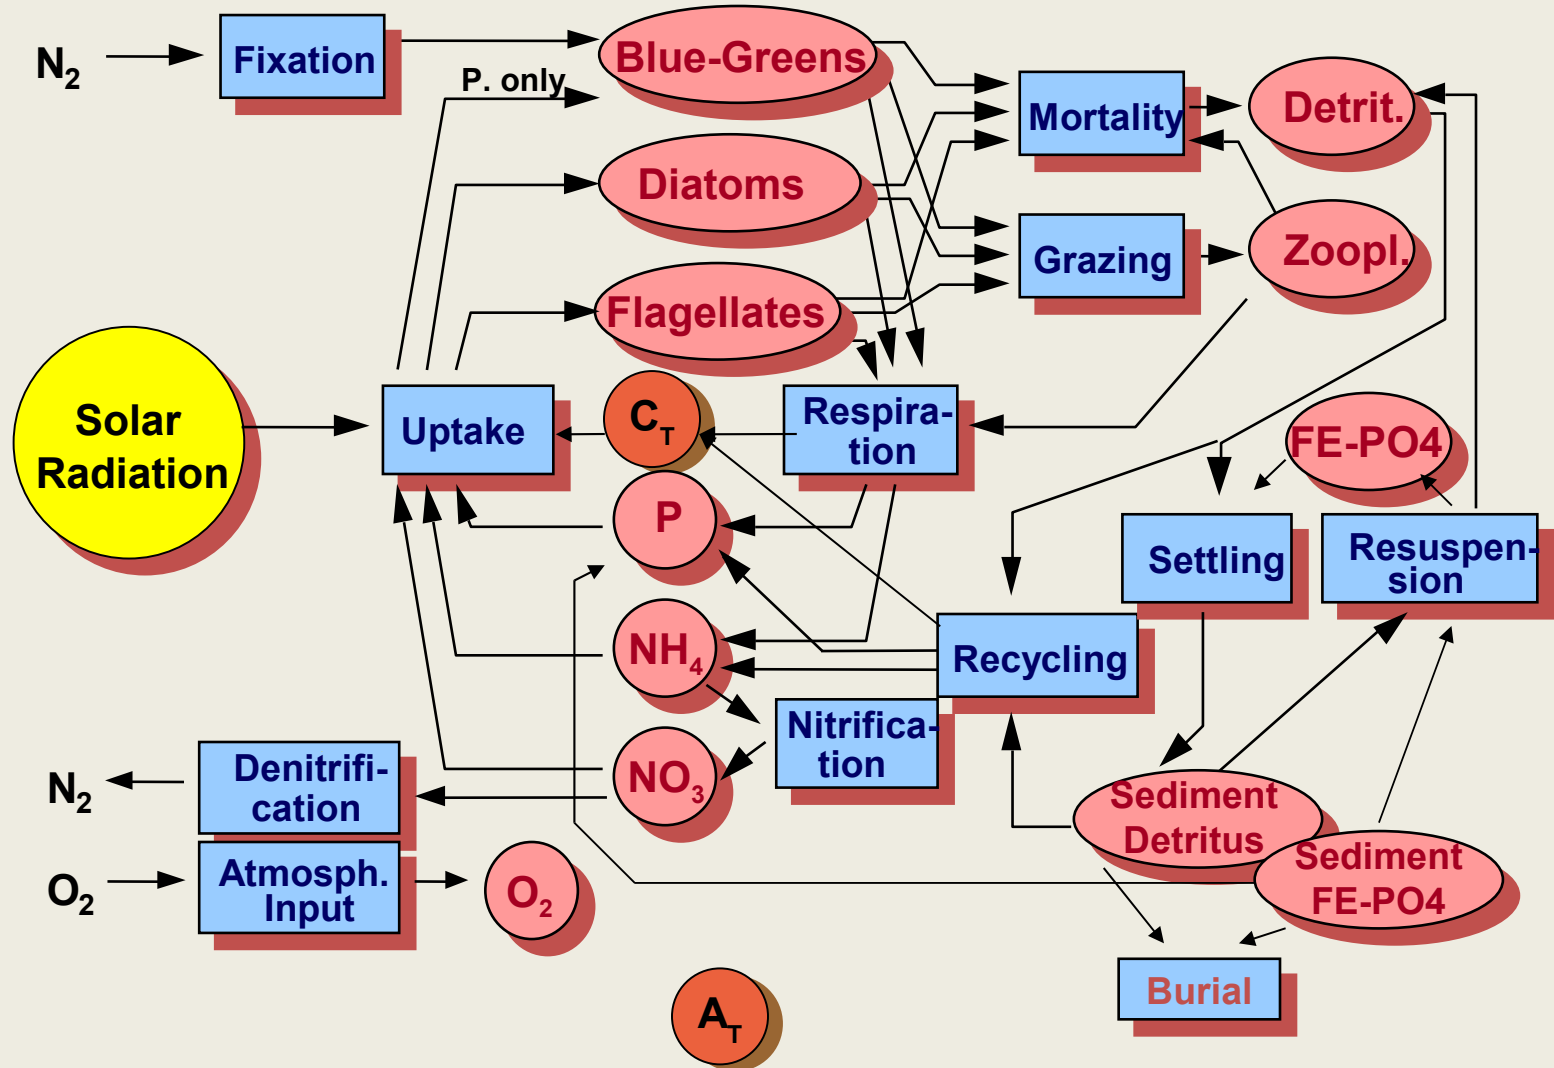 N₂
Fixation
Blue-Greens
P. only
Mortality
Detrit.
Diatoms
Grazing
Zoopl.
Flagellates
Solar
Radiation
Uptake
C_T
Respira-
tion
FE-PO4
P
Settling
Resuspen-
sion
NH₄
Recycling
Nitrifica-
tion
NO₃
N₂
Denitrifi-
cation
Sediment
Detritus
O₂
Atmosph.
Input
O₂
Sediment
FE-PO4
Burial
A_T